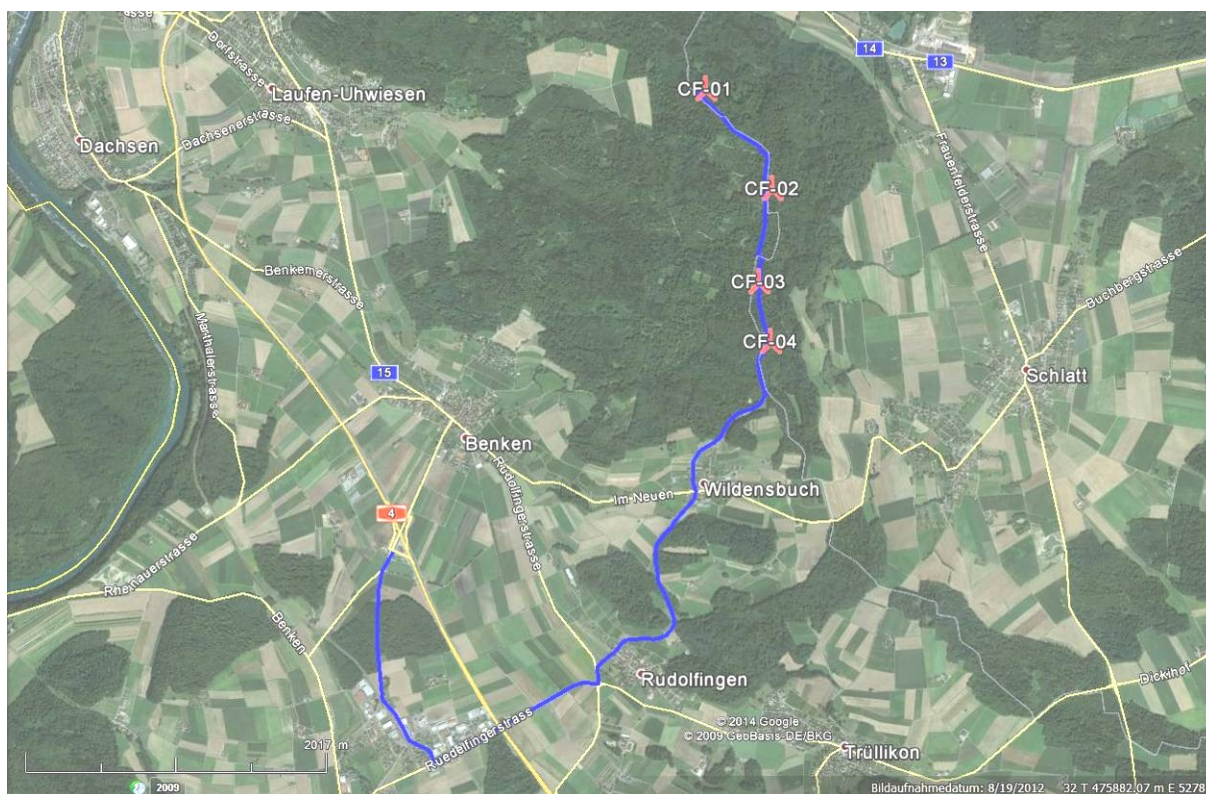 Dorfstrasse
14
13
Laufen-Uhwiesen
CF-01
Dachsen
Dachsenerstrasse
Frauenfelderstrasse
CF-02
Benkemerstrasse
CF-03
Buchbergstrasse
Marthalerstrasse
CF-04
15
Schlatt
Benken
Rudolfingerstrasse
Im Neuen
Wildensbuch
4
Rheinauerstrasse
Benken
Rudolfingen
Dickihof
Ruedelfingerstrass
© 2014 Google
© 2009 GeoBasis-DE/BKG
Trüllikon
2017 m
2009
Bildaufnahmedatum: 8/19/2012 32 T 475882.07 m E 5278